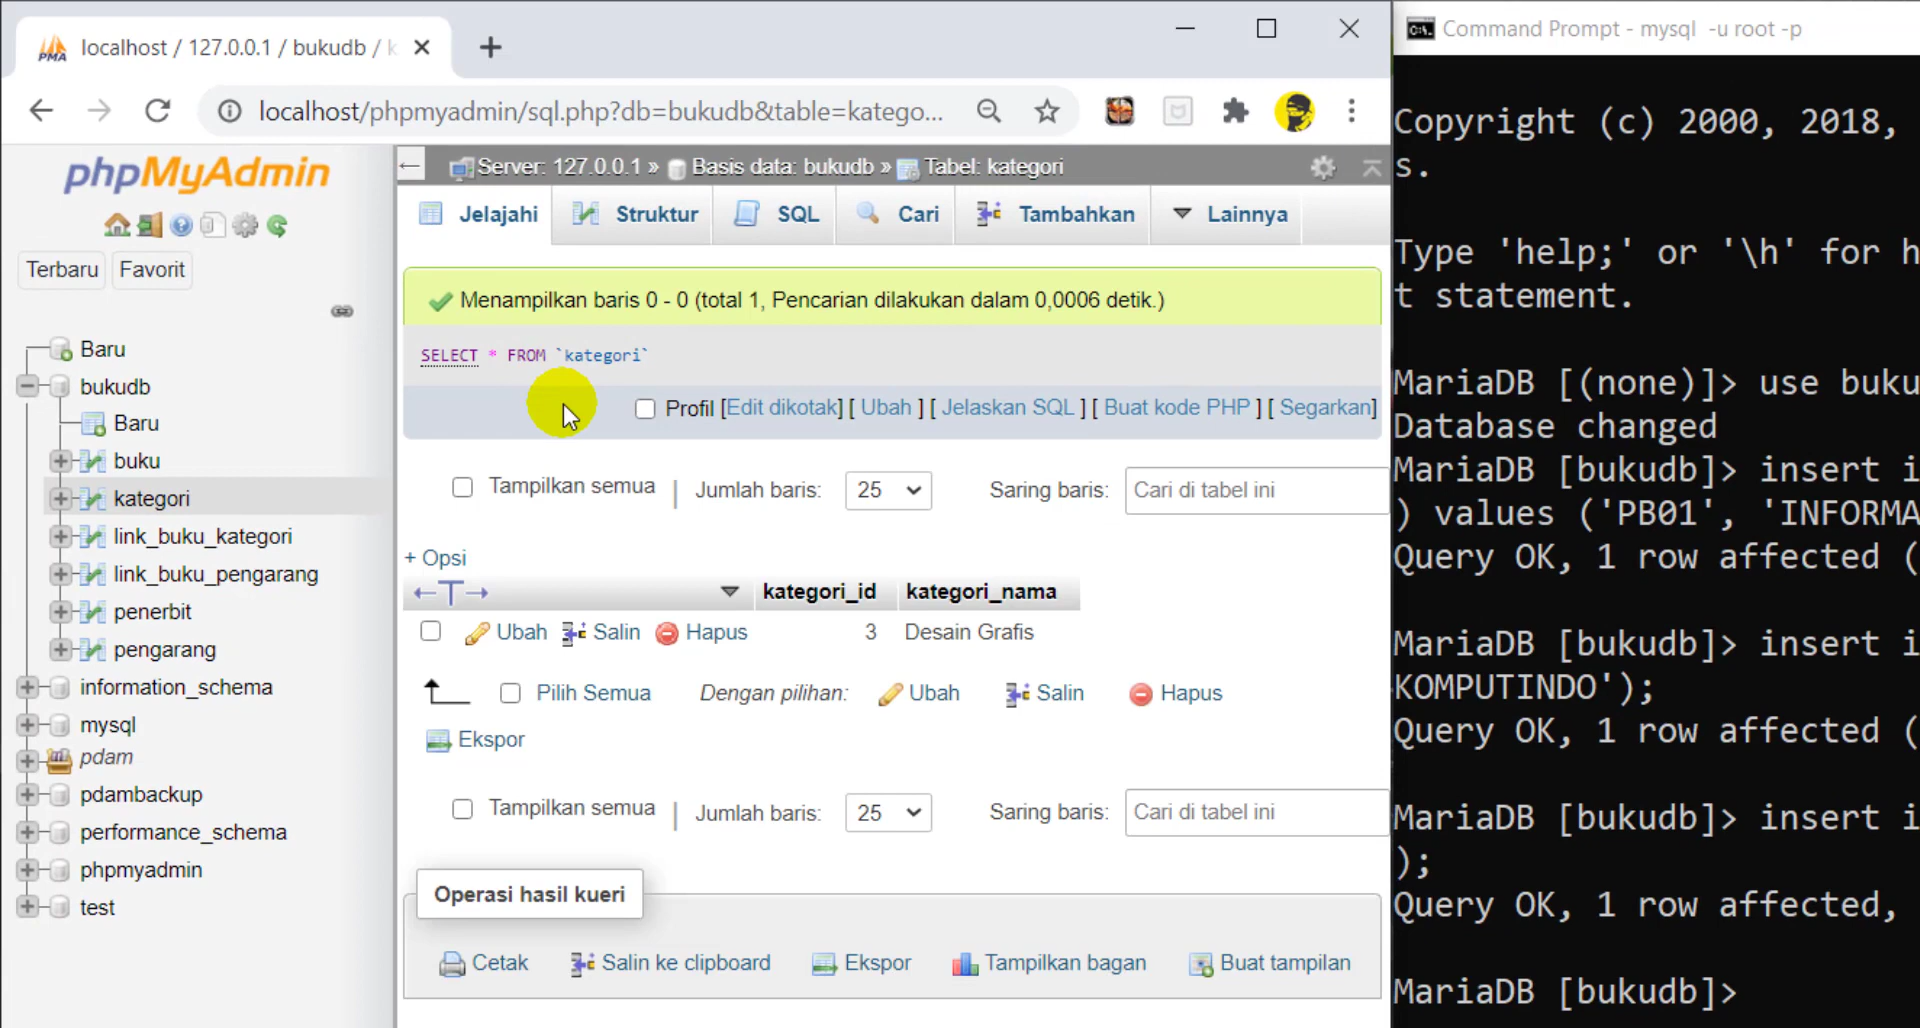 localhost / 127.0.0.1 / bukudb / k
localhost/phpmyadmin/sql.php?db=bukudb&table=katego...
phpMyAdmin
Terbaru
Favorit
Baru
bukudb
Baru
buku
kategori
link_buku_kategori
link_buku_pengarang
penerbit
pengarang
information_schema
mysql
pdam
pdambackup
performance_schema
phpmyadmin
test
Server: 127.0.0.1 » Basis data: bukudb » Tabel: kategori
Jelajahi
Struktur
SQL
Cari
Tambahkan
Lainnya
Menampilkan baris 0 - 0 (total 1, Pencarian dilakukan dalam 0,0006 detik.)
SELECT * FROM `kategori`
Profil [Edit dikotak] [ Ubah ] [ Jelaskan SQL ] [ Buat kode PHP ] [ Segarkan]
Tampilkan semua | Jumlah baris: 25 Saring baris: Cari di tabel ini
+ Opsi
←T→ kategori_id kategori_nama
Ubah Salin Hapus 3 Desain Grafis
Pilih Semua Dengan pilihan: Ubah Salin Hapus
Ekspor
Tampilkan semua | Jumlah baris: 25 Saring baris: Cari di tabel ini
Operasi hasil kueri
Cetak Salin ke clipboard Ekspor Tampilkan bagan Buat tampilan
Command Prompt - mysql -u root -p
Copyright (c) 2000, 2018,
s.
Type 'help;' or '\h' for h
t statement.
MariaDB [(none)]> use buku
Database changed
MariaDB [bukudb]> insert i
) values ('PB01', 'INFORMA
Query OK, 1 row affected (
MariaDB [bukudb]> insert i
KOMPUTINDO');
Query OK, 1 row affected (
MariaDB [bukudb]> insert i
);
Query OK, 1 row affected,
MariaDB [bukudb]>